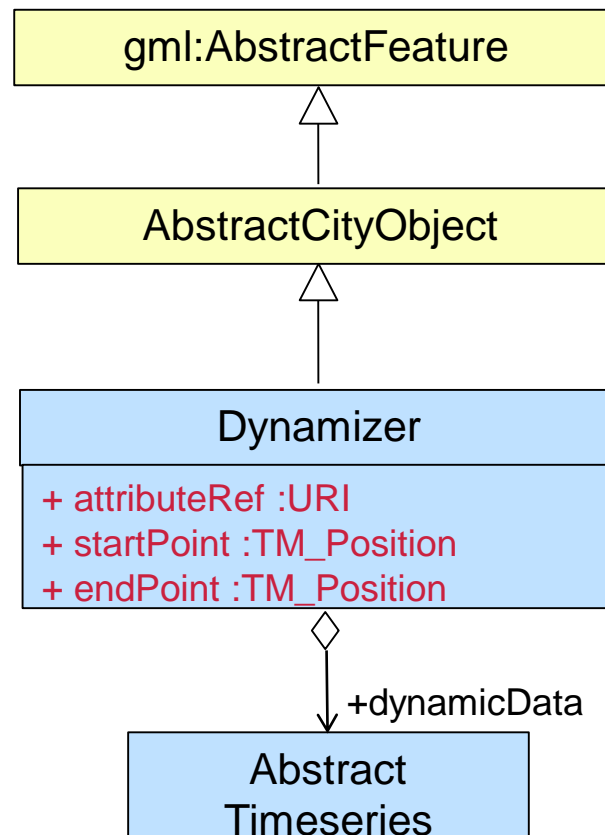 gml:AbstractFeature
AbstractCityObject
Dynamizer
+ attributeRef :URI
+ startPoint :TM_Position
+ endPoint :TM_Position
+dynamicData
Abstract
Timeseries